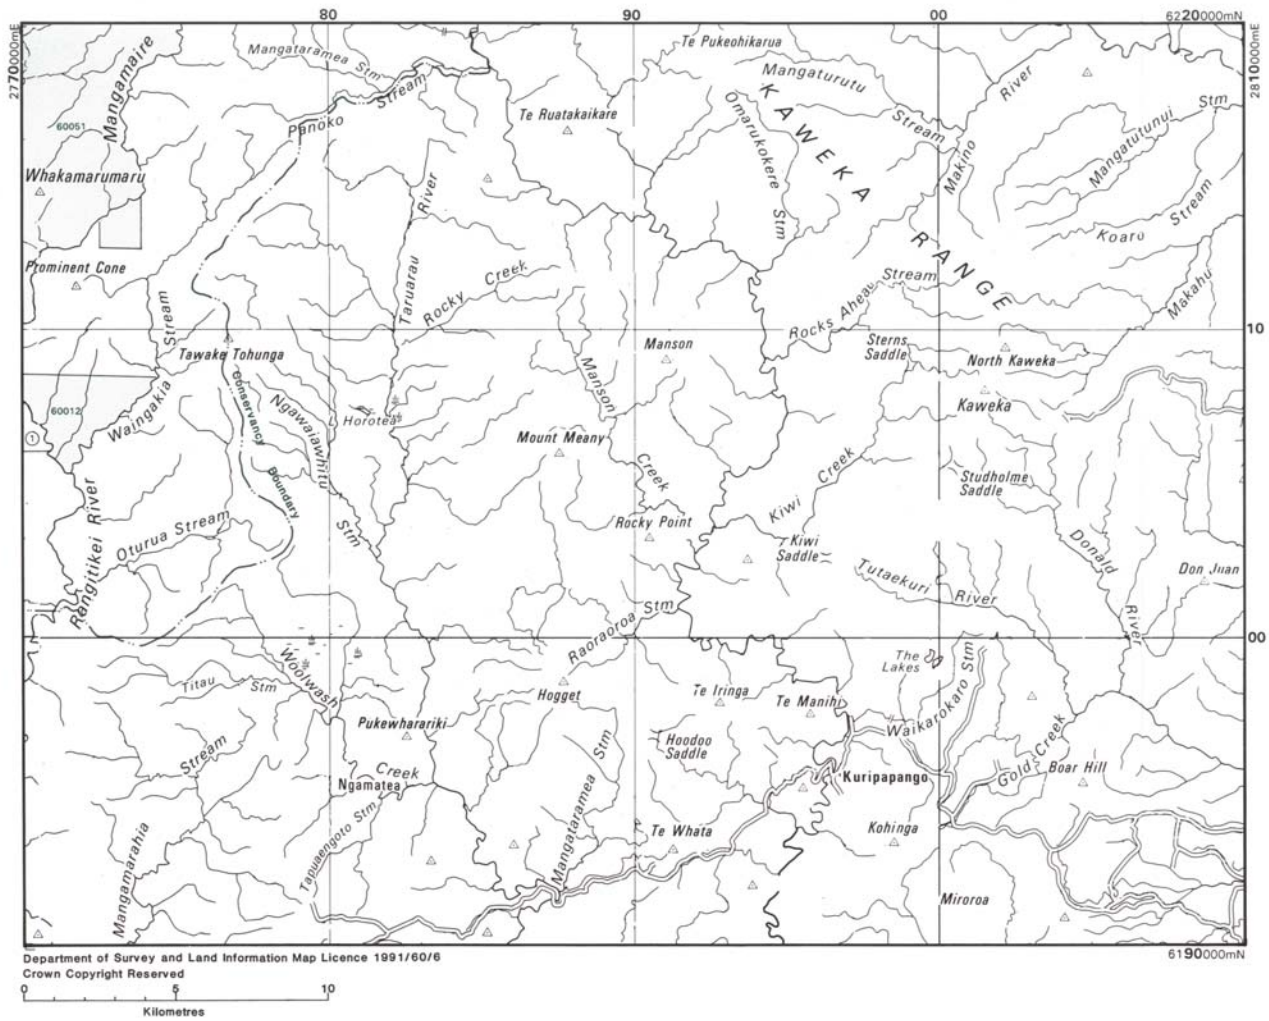 80
90
00
6220000mN
2770000mE
2810000mE
Te Pukeohikarua
Mangataramea Stm
Mangamaire
Mangaturutu
Stream
River
KAWEKA
Stream
Te Ruatakaikare
Omarukokere
Stm
Stm
60051
Panoko
Mangatutunui
Makino
Whakamarumaru
River
Stream
Koaro
RANGE
Prominent Cone
Creek
Stream
Makahu
Taruarau
Rocky
Rocks Ahead
Stream
10
Manson
Sterns
Saddle
Tawake Tohunga
North Kaweka
Manson
Conservancy
Ngawaiawhitu
Kaweka
60012
L Horotea
Waingakia
1
Mount Meany
Creek
Creek
Studholme
Saddle
Boundary
Rangitikei River
Kiwi
Rocky Point
Oturua Stream
Stm
Kiwi
Saddle
Donald
Don Juan
Tutaekuri
River
River
Raoraoroa Stm
00
The
Lakes
Woolwash
Titau
Stm
Hogget
Te Iringa
Te Manihi
Waikarokaro Stm
Pukewharariki
Stm
Hoodoo
Saddle
Stream
Creek
Creek
Ngamatea
Kuripapango
Gold
Boar Hill
Mangataramea
Tapuaengoto Stm
Te Whata
Kohinga
Mangamarahia
Miroroa
Department of Survey and Land Information Map Licence 1991/60/6
Crown Copyright Reserved
6190000mN
0 5 10
Kilometres